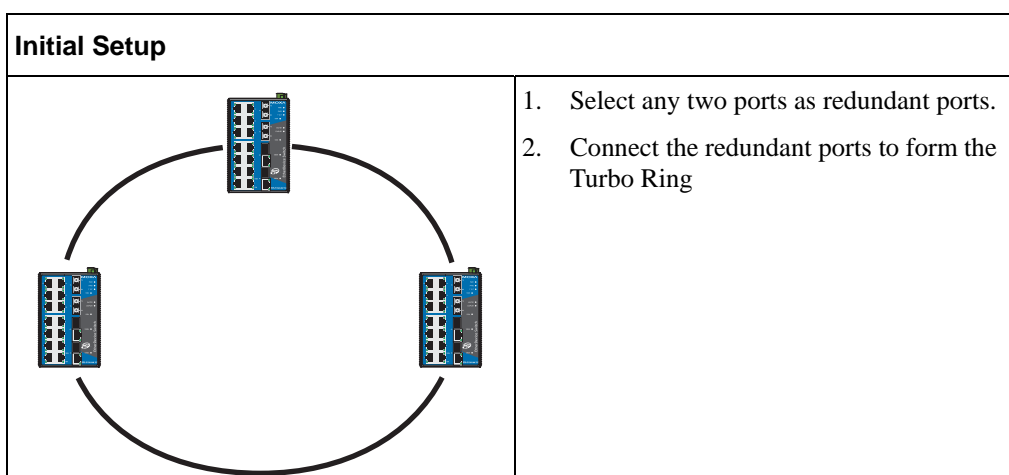 Initial Setup
1. Select any two ports as redundant ports.
2. Connect the redundant ports to form the
Turbo Ring